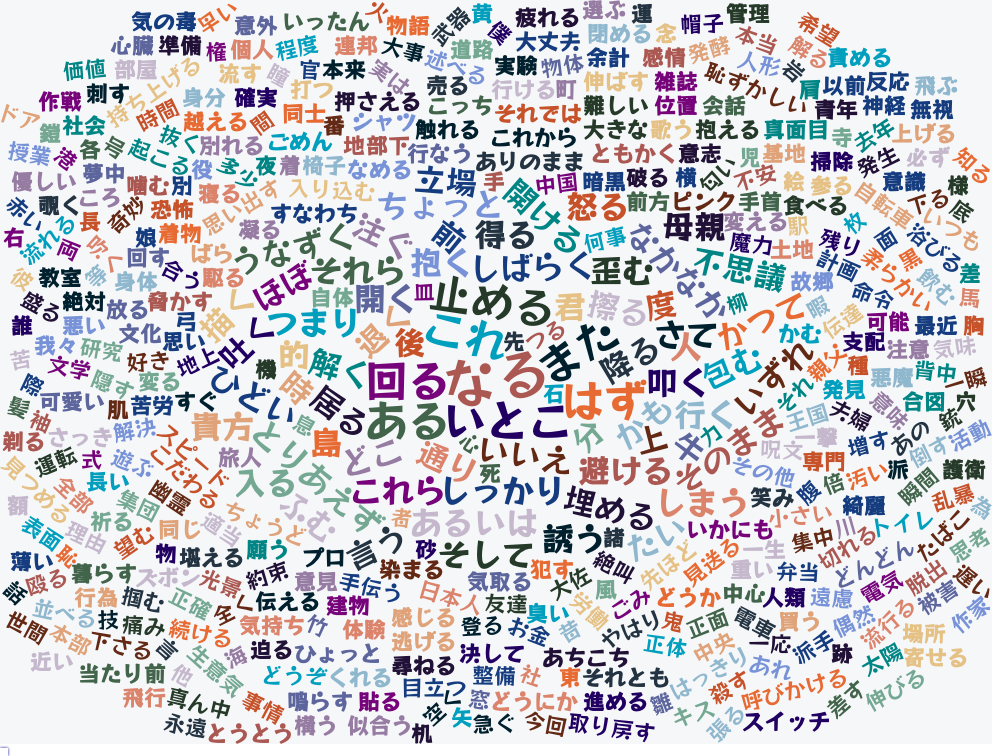 気の毒
早い
意外
いったん
火
物語
武器
黄
僕
疲れる
選ぶ
運
帽子
管理
希望
心臓
準備
権
個人
程度
連邦
大事
道路
大丈夫
閉める
念
本当
解る
責める
価値
部屋
流す
瞳
官
本来
実は
述べる
実験
物体
余計
感情
発酵
人形
岩
持ち上げる
身分
打つ
売る
行ける
町
伸ばす
雑誌
恥ずかしい
肩
以前
反応
飛ぶ
作戦
刺す
確実
押さえる
こっち
それでは
難しい
位置
会話
青年
神経
無視
ドア
鎧
社会
時間
越える
間
同士
番
シャツ
触れる
これから
大きな
歌う
抱える
真面目
寺
去年
上げる
授業
港
各
号
抜く
別れる
ごめん
地部下
行なう
ありのまま
ともかく
意志
児
基地
掃除
発生
必ず
知る
優しい
夢中
起こる
役
多少
夜
着
椅子
なめる
立場
手
中国
暗黒
破る
横
不安
絵
参る
意識
様
赤い
覗く
ころ
噛む
別
寝る
思い出す
入り込む
ちょっと
開ける
怒る
前方
ピンク
手首
食べる
自転車
下る
底
右
流れる
両
長
奇妙
恐怖
すなわち
注ぐ
前
得る
何事
母親
変える
駅
枚
いつも
娘
着物
凝る
うなずく
抱く
しばらく
歪む
さかな
不思議
魔力
土地
残り
面
浴びる
後
教室
等
回す
ばら
それら
目
止める
君
擦る
度
なか
故郷
計画
黒
柔らかい
飲む
差
盛る
絶対
身体
合う
駆る
ほぼ
自体
開く
これ
先
つる
また
さて
柳
かつて
暇
命令
馬
誰
悪い
放る
脅かす
描く
つまり
退く
後
降る
人
かむ
伝達
可能
最近
胸
苦
我々
文化
弓
思い
吐く
的
解く
回る
なる
石
はず
叩く
包む
いずれ
親父
支配
注意
気味
文学
研究
好き
地上
機
時
ある
いとこ
かも
行く
それ
種
発見
悪魔
背中
一瞬
際
隠す
変る
ひどい
居る
王国
夫婦
意味
合図
穴
髪
可愛い
肌
苦労
すぐ
貴方
息
島
どこ
通り
心
いいえ
死
上
力
まま
呪文
一撃
増す
あの
銃
袖
剃る
さっき
解決
旅人
とりあえず
避ける
その
その他
専門
倒す
活動
運転
式
遊ぶ
スピード
こだわる
入る
これら
しっかり
埋める
しまう
笑み
腹
倍
汚い
派
瞬間
護衛
見つめる
全部
長い
幽霊
ふむ
者
あるいは
誘う
諸
たい
いかにも
小さい
綺麗
乱暴
為
額
集団
祈る
適当
ちょうど
言う
砂
そして
絶叫
先ほど
見送る
一生
集中
川
トイレ
たばこ
表面
恥
理由
望む
同じ
願う
プロ
染まる
犯す
風
重い
弁当
切れる
どんどん
思考
薄い
物
堪える
光景
約束
意見
手伝う
気取る
大佐
労働
ごみ
どうか
中心
人類
遠慮
電気
脱出
遅い
話
殴る
暮らす
ズボン
正確
多く
伝える
建物
日本人
友達
臭い
鬼
正面
電車
買う
偶然
被害
作家
並べる
行為
掴む
気持ち
竹
体験
感じる
登る
お金
苔
やはり
正体
中央
一応
派手
流行る
世間
本部
技
痛み
続ける
海
迫る
ひょっと
逃げる
決して
あちこち
はっきり
あれ
跡
太陽
場所
寄せる
近い
下さる
言
生意気
尋ねる
整備
社
東
それとも
離
殺す
呼びかける
当たり前
他
どうぞ
くれる
目立つ
窓
どうにか
進める
キス
差す
伸びる
飛行
真ん中
事情
鳴らす
貼る
空
矢
急ぐ
今回
取り戻す
張る
スイッチ
永遠
とうとう
構う
似合う
机